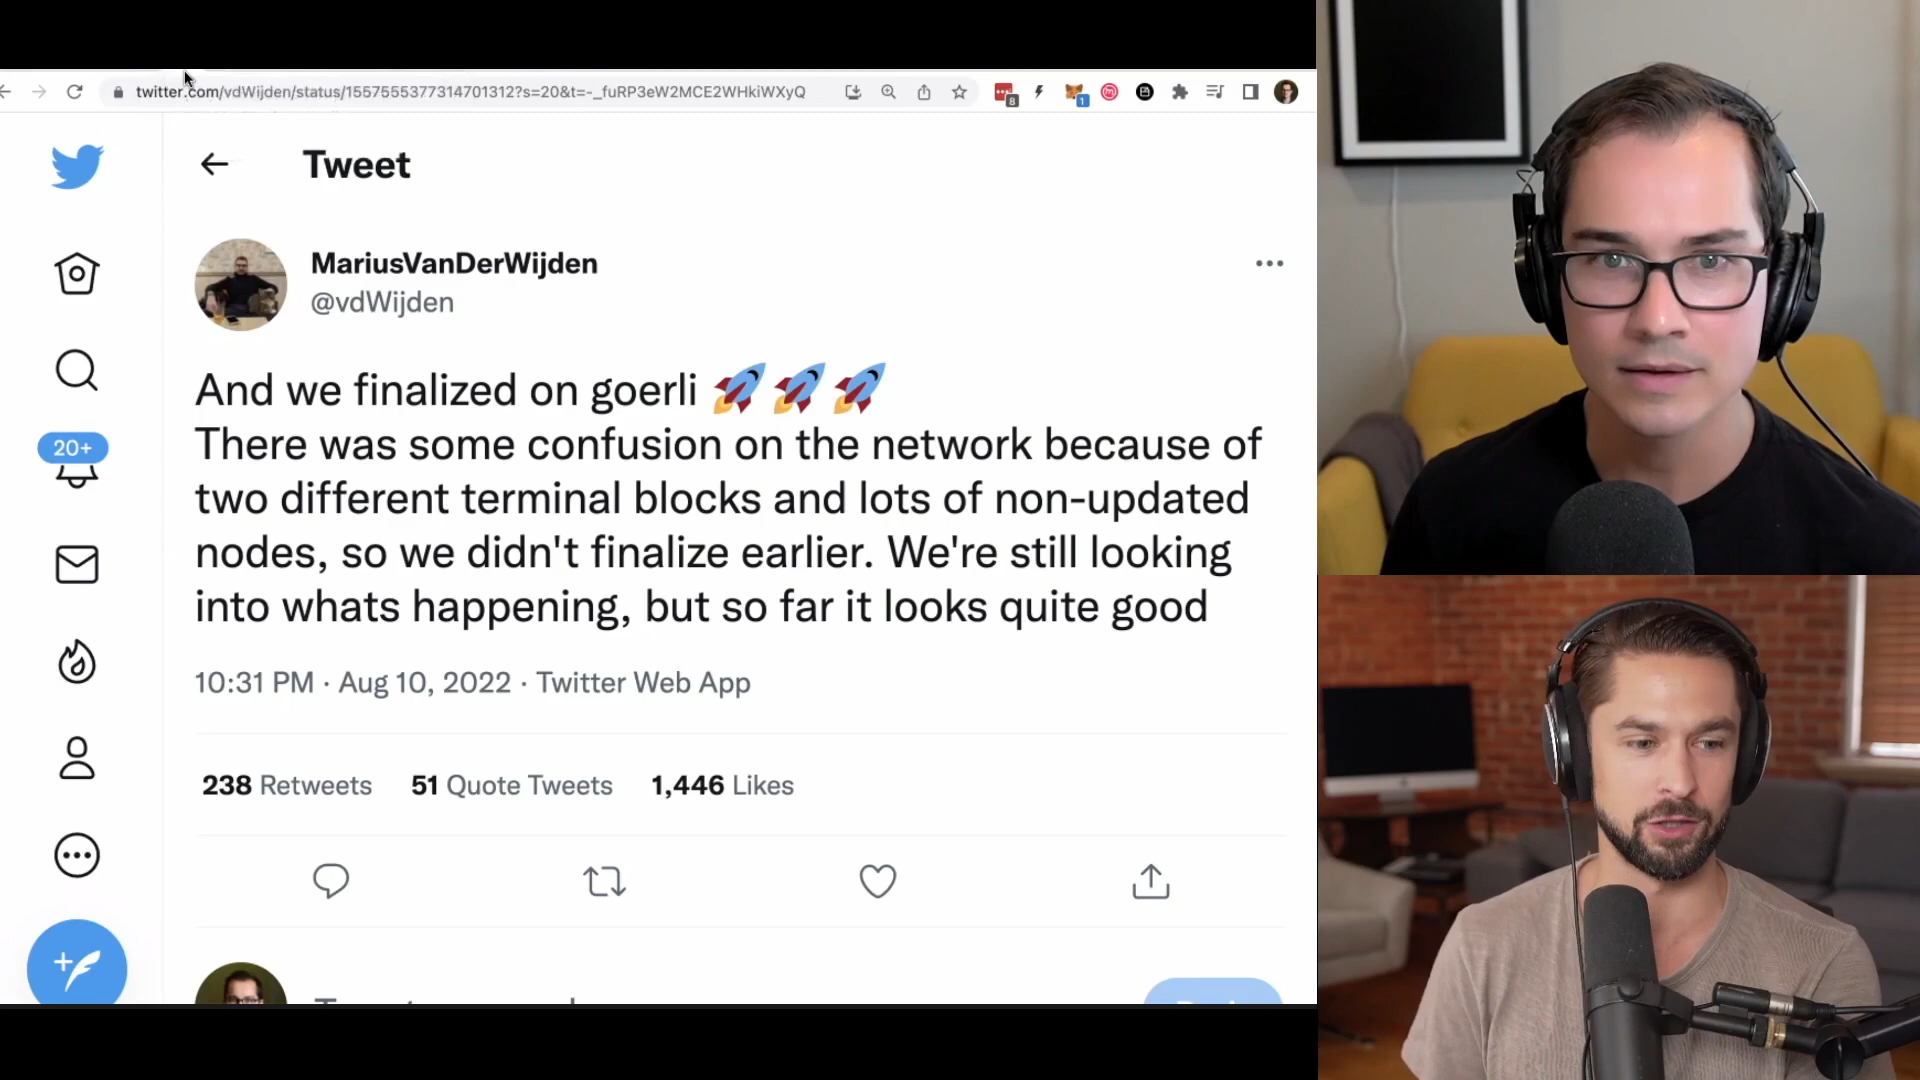 twitter.com/vdWijden/status/1557555377314701312?s=20&t=-_fuRP3eW2MCE2WHkiWXyQ
8
1
Tweet
MariusVanDerWijden
@vdWijden
And we finalized on goerli 🚀🚀🚀
There was some confusion on the network because of
two different terminal blocks and lots of non-updated
nodes, so we didn't finalize earlier. We're still looking
into whats happening, but so far it looks quite good
10:31 PM · Aug 10, 2022 · Twitter Web App
238 Retweets 51 Quote Tweets 1,446 Likes
20+